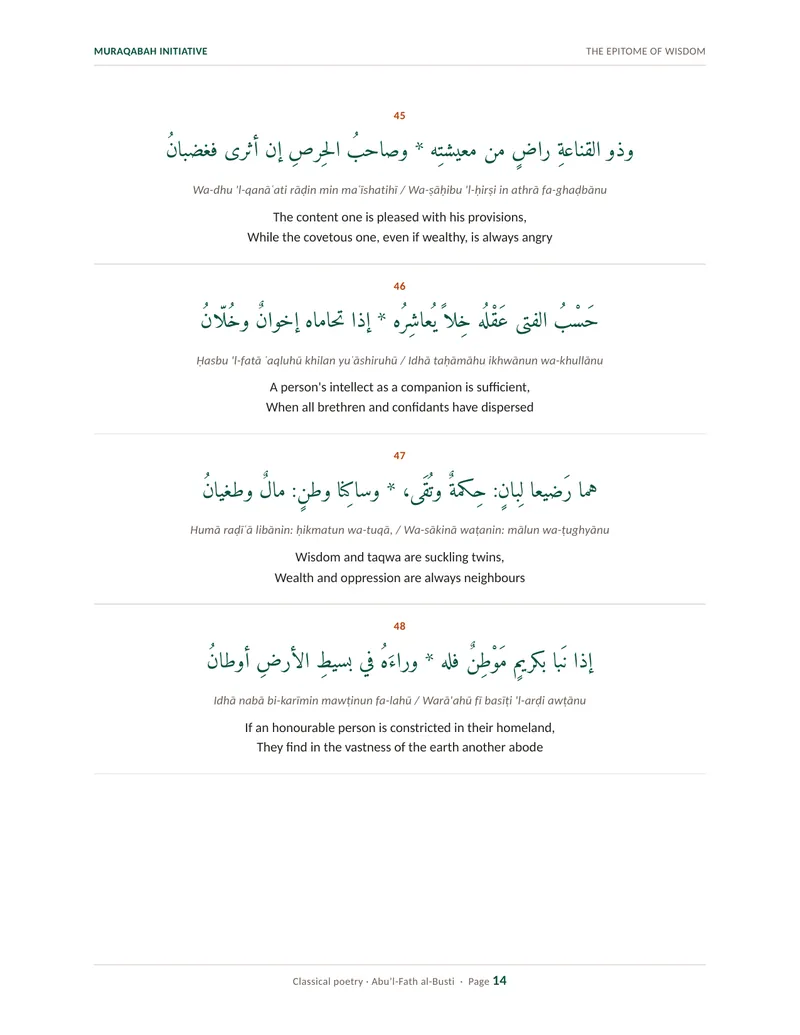 MURAQABAH INITIATIVE
THE EPITOME OF WISDOM
45
وذو القناعةِ راضٍ من معيشتِه * وصاحبُ الحِرصِ إن أثرى فغضبانُ
Wa-dhu 'l-qanāʿati rāḍin min maʿīshatihī / Wa-ṣāḥibu 'l-ḥirṣi in athrā fa-ghaḍbānu
The content one is pleased with his provisions,
While the covetous one, even if wealthy, is always angry
46
حَسْبُ الفتى عَقْلُه خِلاً يُعاشِرُه * إذا تحاماه إخوانٌ وخُلّانُ
Ḥasbu 'l-fatā ʿaqluhū khilan yuʿāshiruhū / Idhā taḥāmāhu ikhwānun wa-khullānu
A person's intellect as a companion is sufficient,
When all brethren and confidants have dispersed
47
هما رَضيعا لِبانٍ: حِكمةٌ وتُقَى، * وساكِنا وطنٍ: مالٌ وطغيانُ
Humā raḍīʿā libānin: ḥikmatun wa-tuqā, / Wa-sākinā waṭanin: mālun wa-ṭughyānu
Wisdom and taqwa are suckling twins,
Wealth and oppression are always neighbours
48
إذا نَبا بكريمٍ مَوْطِنٌ فله * وراءَهُ في بسيطِ الأرضِ أوطانُ
Idhā nabā bi-karīmin mawṭinun fa-lahū / Warā'ahū fī basīṭi 'l-arḍi awṭānu
If an honourable person is constricted in their homeland,
They find in the vastness of the earth another abode
Classical poetry · Abu'l-Fath al-Busti · Page 14